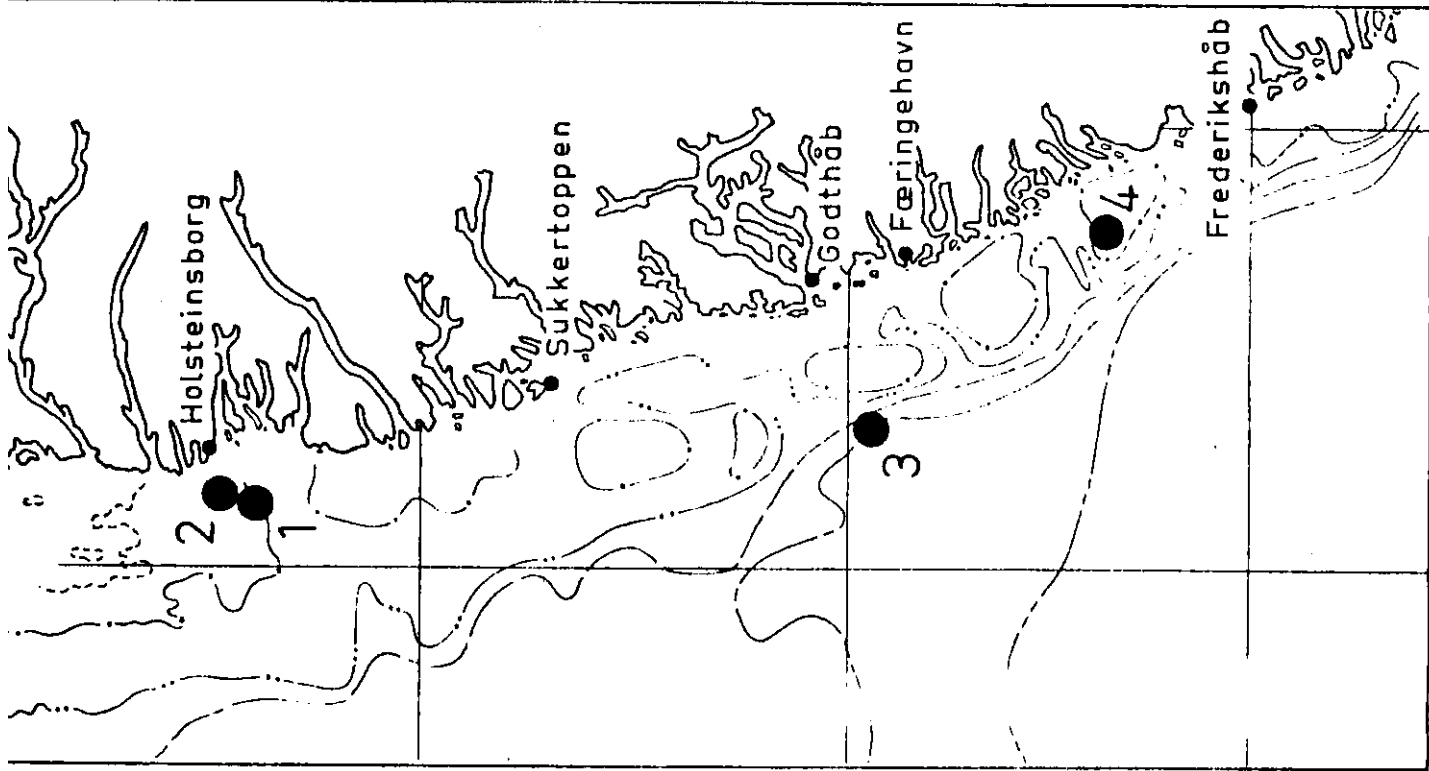 Holsteinsborg
2
1
Sukkertoppen
Godthåb
Færingehavn
3
4
Frederikshåb